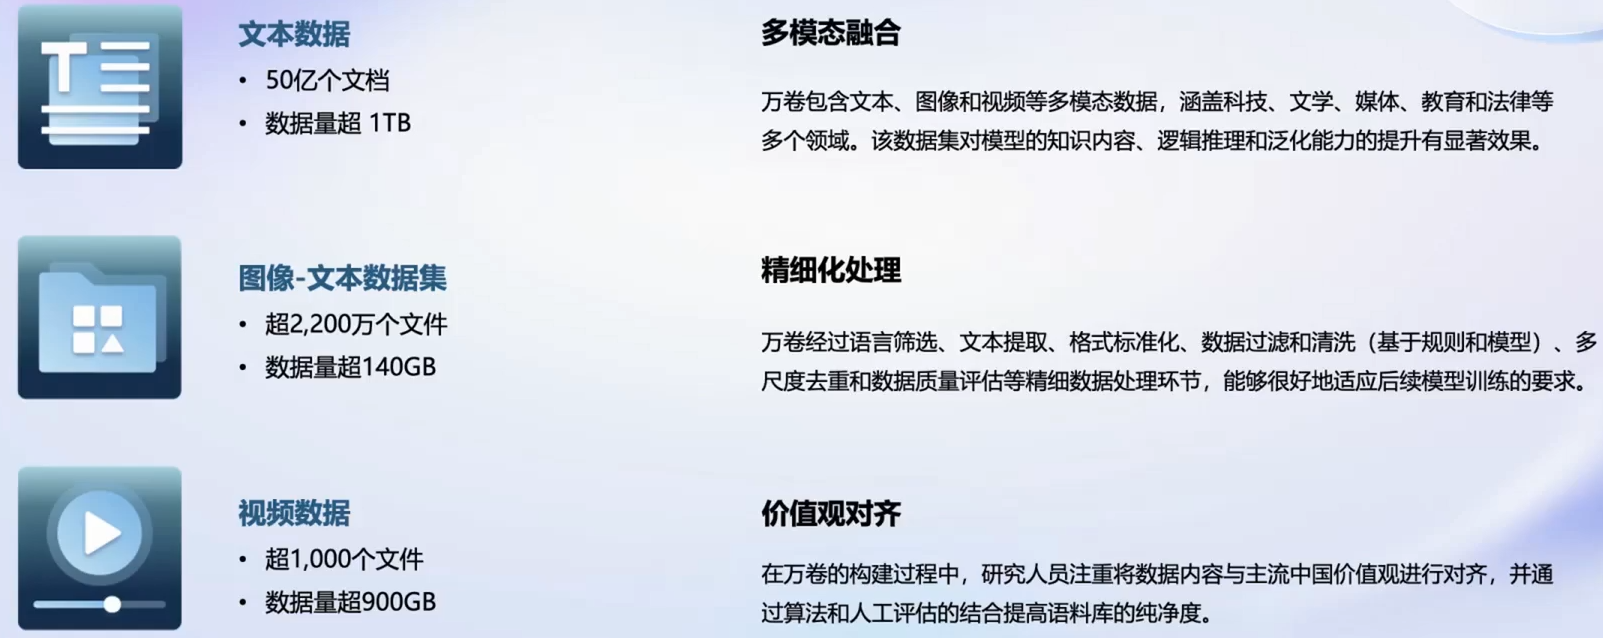 文本数据
• 50亿个文档
• 数据量超 1TB
多模态融合
万卷包含文本、图像和视频等多模态数据，涵盖科技、文学、媒体、教育和法律等
多个领域。该数据集对模型的知识内容、逻辑推理和泛化能力的提升有显著效果。
图像-文本数据集
• 超2,200万个文件
• 数据量超140GB
精细化处理
万卷经过语言筛选、文本提取、格式标准化、数据过滤和清洗（基于规则和模型）、多
尺度去重和数据质量评估等精细数据处理环节，能够很好地适应后续模型训练的要求。
视频数据
• 超1,000个文件
• 数据量超900GB
价值观对齐
在万卷的构建过程中，研究人员注重将数据内容与主流中国价值观进行对齐，并通
过算法和人工评估的结合提高语料库的纯净度。